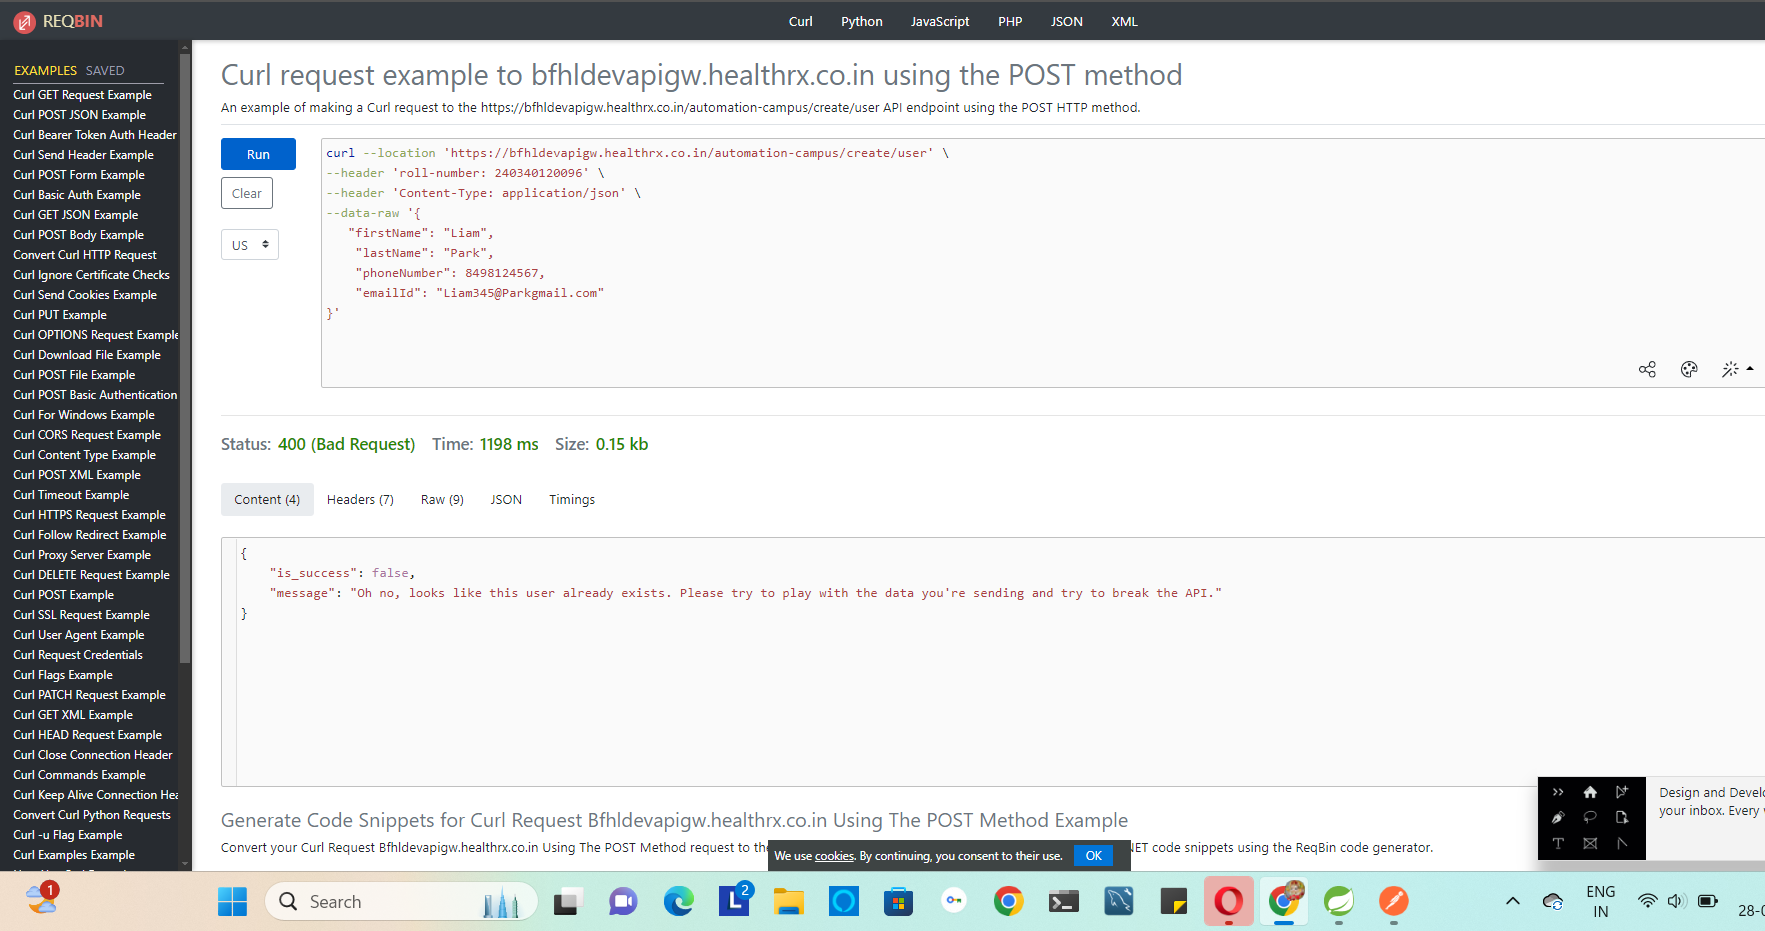 REQBIN
Curl Python JavaScript PHP JSON XML
EXAMPLES SAVED
Curl GET Request Example
Curl POST JSON Example
Curl Bearer Token Auth Header
Curl Send Header Example
Curl POST Form Example
Curl Basic Auth Example
Curl GET JSON Example
Curl POST Body Example
Convert Curl HTTP Request
Curl Ignore Certificate Checks
Curl Send Cookies Example
Curl PUT Example
Curl OPTIONS Request Example
Curl Download File Example
Curl POST File Example
Curl POST Basic Authentication
Curl For Windows Example
Curl CORS Request Example
Curl Content Type Example
Curl POST XML Example
Curl Timeout Example
Curl HTTPS Request Example
Curl Follow Redirect Example
Curl Proxy Server Example
Curl DELETE Request Example
Curl POST Example
Curl SSL Request Example
Curl User Agent Example
Curl Request Credentials
Curl Flags Example
Curl PATCH Request Example
Curl GET XML Example
Curl HEAD Request Example
Curl Close Connection Header
Curl Commands Example
Curl Keep Alive Connection Hea
Convert Curl Python Requests
Curl -u Flag Example
Curl Examples Example
Curl request example to bfhldevapigw.healthrx.co.in using the POST method
An example of making a Curl request to the https://bfhldevapigw.healthrx.co.in/automation-campus/create/user API endpoint using the POST HTTP method.
Run
Clear
US
curl --location 'https://bfhldevapigw.healthrx.co.in/automation-campus/create/user' \
--header 'roll-number: 240340120096' \
--header 'Content-Type: application/json' \
--data-raw '{
"firstName": "Liam",
"lastName": "Park",
"phoneNumber": 8498124567,
"emailId": "Liam345@Parkgmail.com"
}'
Status: 400 (Bad Request) Time: 1198 ms Size: 0.15 kb
Content (4) Headers (7) Raw (9) JSON Timings
{
"is_success": false,
"message": "Oh no, looks like this user already exists. Please try to play with the data you're sending and try to break the API."
}
Generate Code Snippets for Curl Request Bfhldevapigw.healthrx.co.in Using The POST Method Example
Convert your Curl Request Bfhldevapigw.healthrx.co.in Using The POST Method request to the
NET code snippets using the ReqBin code generator.
We use cookies. By continuing, you consent to their use. OK
Design and Develo
your inbox. Every
1
Search
L
2
ENG
IN
28-0